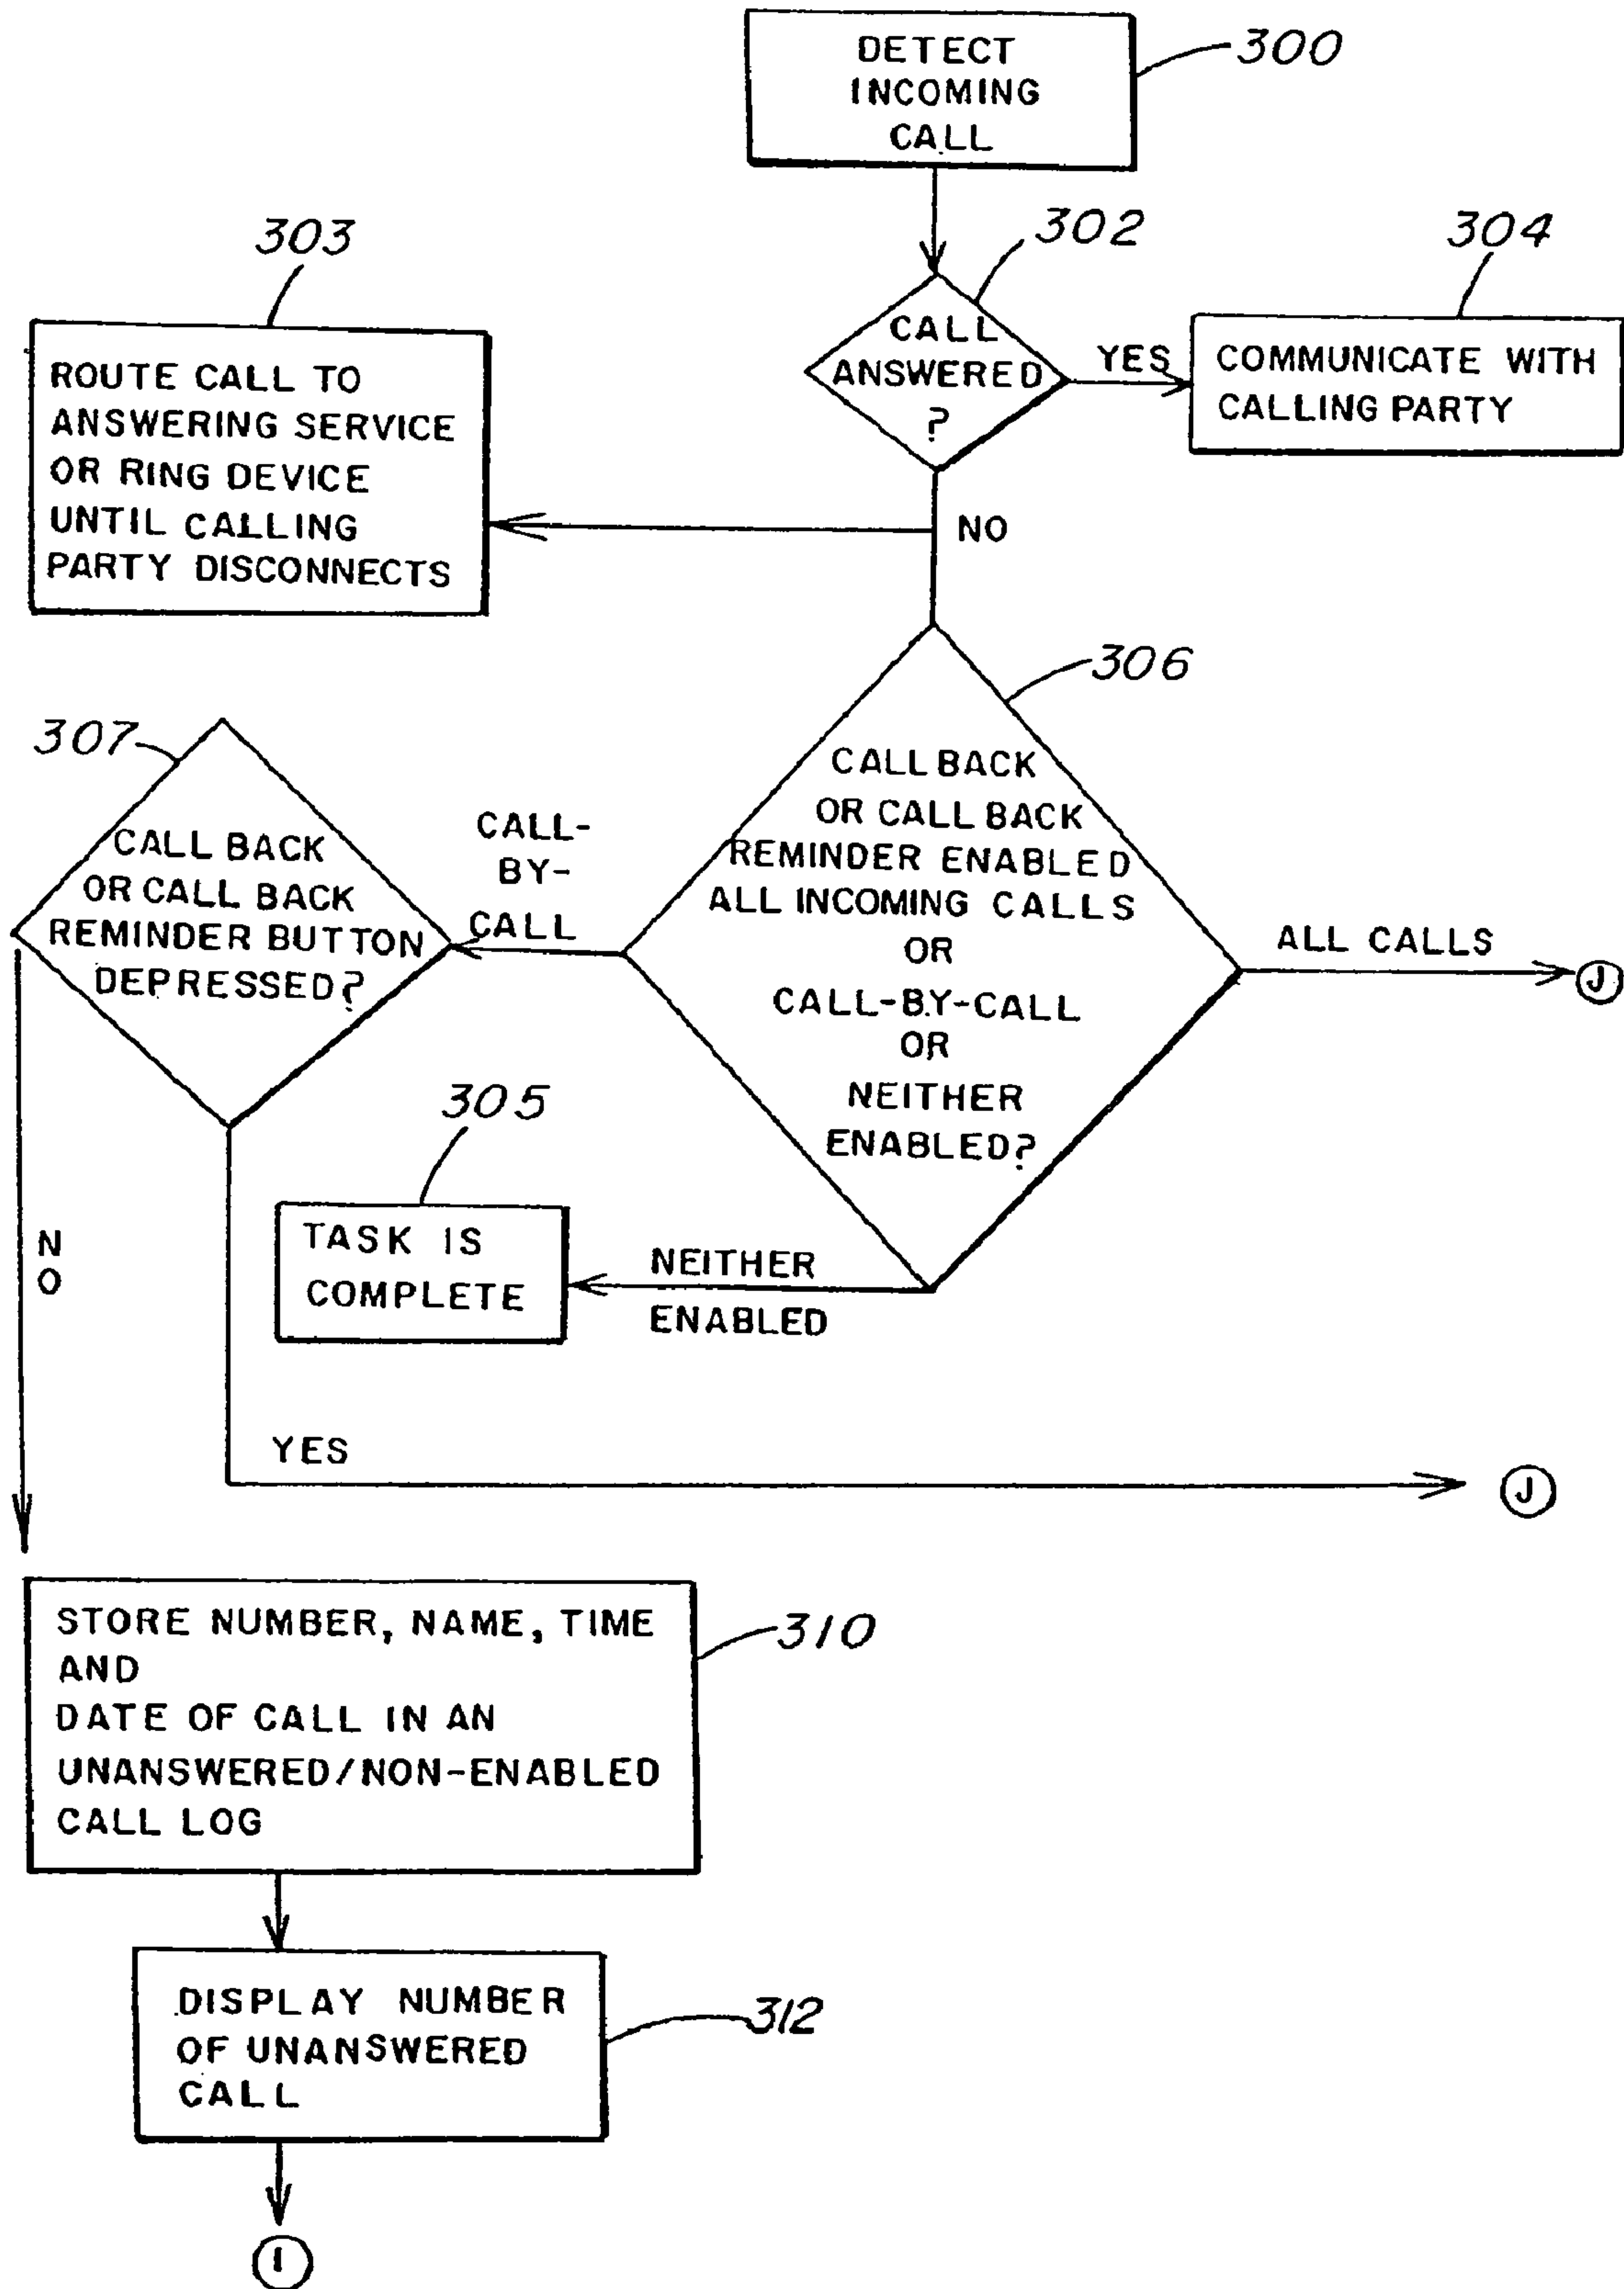 DETECT
INCOMING
CALL
300
302
303
304
CALL
ANSWERED
?
YES
COMMUNICATE WITH
CALLING PARTY
ROUTE CALL TO
ANSWERING SERVICE
OR RING DEVICE
UNTIL CALLING
PARTY DISCONNECTS
NO
306
307
CALL BACK
OR CALL BACK
REMINDER ENABLED
ALL INCOMING CALLS
OR
CALL-BY-CALL
OR
NEITHER
ENABLED?
CALL-
BY-
CALL
CALL BACK
OR CALL BACK
REMINDER BUTTON
DEPRESSED?
ALL CALLS
J
305
TASK IS
COMPLETE
NEITHER
ENABLED
N
O
YES
J
STORE NUMBER, NAME, TIME
AND
DATE OF CALL IN AN
UNANSWERED/NON-ENABLED
CALL LOG
310
DISPLAY NUMBER
OF UNANSWERED
CALL
312
I